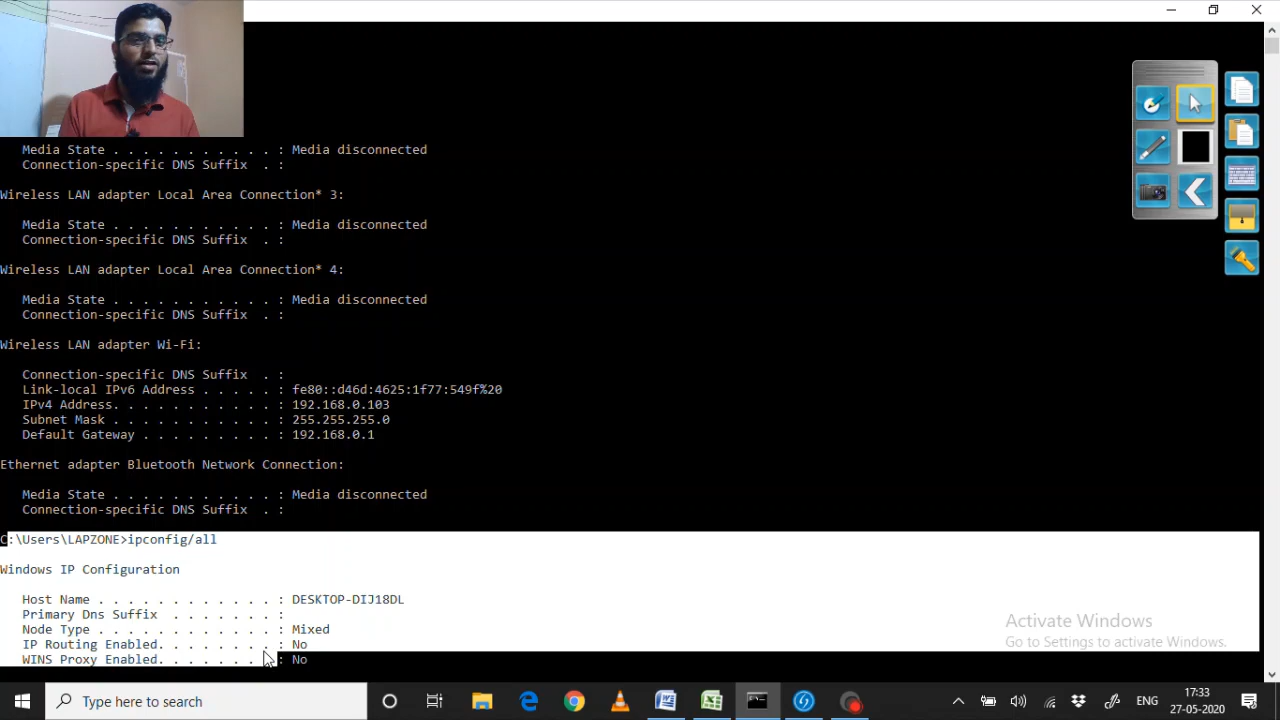 Media State . . . . . . . . . . . : Media disconnected
Connection-specific DNS Suffix  . :
Wireless LAN adapter Local Area Connection* 3:
Media State . . . . . . . . . . . : Media disconnected
Connection-specific DNS Suffix  . :
Wireless LAN adapter Local Area Connection* 4:
Media State . . . . . . . . . . . : Media disconnected
Connection-specific DNS Suffix  . :
Wireless LAN adapter Wi-Fi:
Connection-specific DNS Suffix  . :
Link-local IPv6 Address . . . . . : fe80::d46d:4625:1f77:549f%20
IPv4 Address. . . . . . . . . . . : 192.168.0.103
Subnet Mask . . . . . . . . . . . : 255.255.255.0
Default Gateway . . . . . . . . . : 192.168.0.1
Ethernet adapter Bluetooth Network Connection:
Media State . . . . . . . . . . . : Media disconnected
Connection-specific DNS Suffix  . :
C:\Users\LAPZONE>ipconfig/all
Windows IP Configuration
Host Name . . . . . . . . . . . . : DESKTOP-DIJ18DL
Primary Dns Suffix  . . . . . . . :
Node Type . . . . . . . . . . . . : Mixed
IP Routing Enabled. . . . . . . . : No
WINS Proxy Enabled. . . . . . . . : No
Activate Windows
Go to Settings to activate Windows.
Type here to search
ENG
17:33
27-05-2020